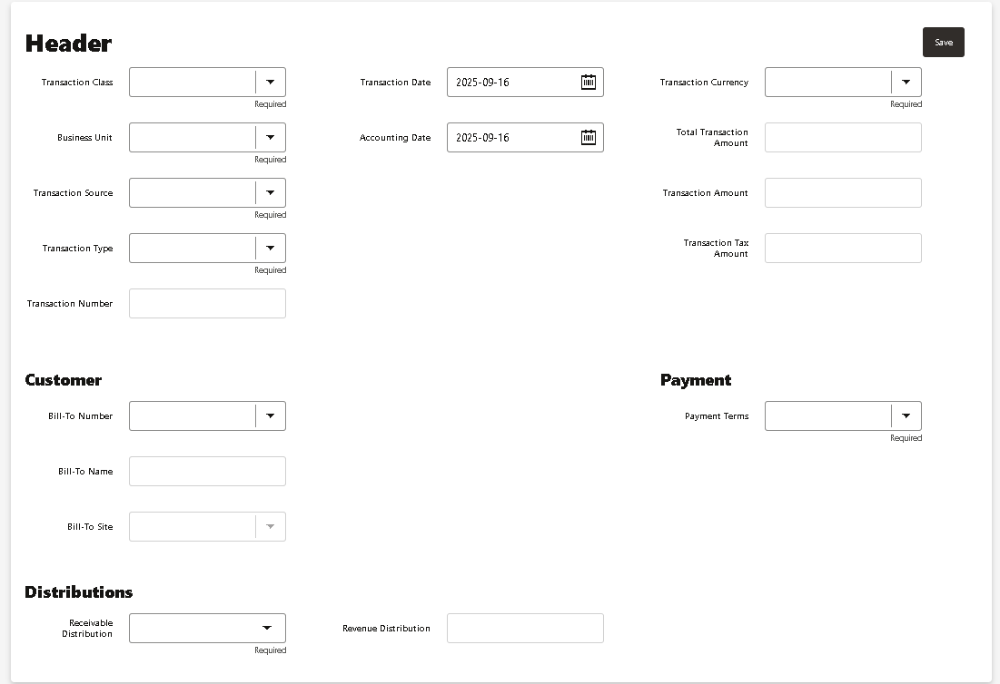 Header
Save
Transaction Class
Required
Transaction Date
2025-09-16
Transaction Currency
Required
Business Unit
Required
Accounting Date
2025-09-16
Total Transaction
Amount
Transaction Source
Required
Transaction Amount
Transaction Type
Required
Transaction Tax
Amount
Transaction Number
Customer
Payment
Bill-To Number
Payment Terms
Required
Bill-To Name
Bill-To Site
Distributions
Receivable
Distribution
Required
Revenue Distribution